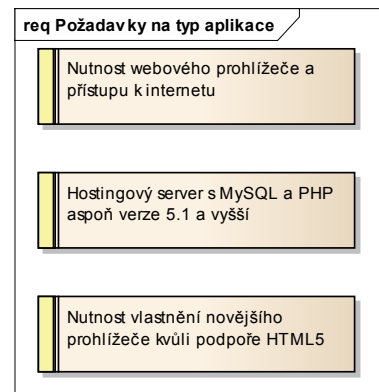 req Požadavky na typ aplikace
Nutnost webového prohlížeče a
přístupu k internetu
Hostingový server s MySQL a PHP
aspoň verze 5.1 a vyšší
Nutnost vlastnění novějšího
prohlížeče kvůli podpoře HTML5